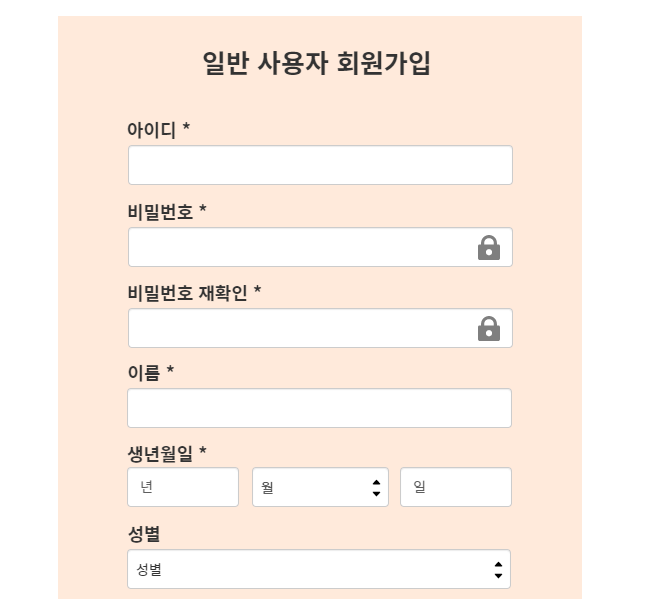 일반 사용자 회원가입
아이디 *
비밀번호 *
비밀번호 재확인 *
이름 *
생년월일 *
년 월 일
성별
성별